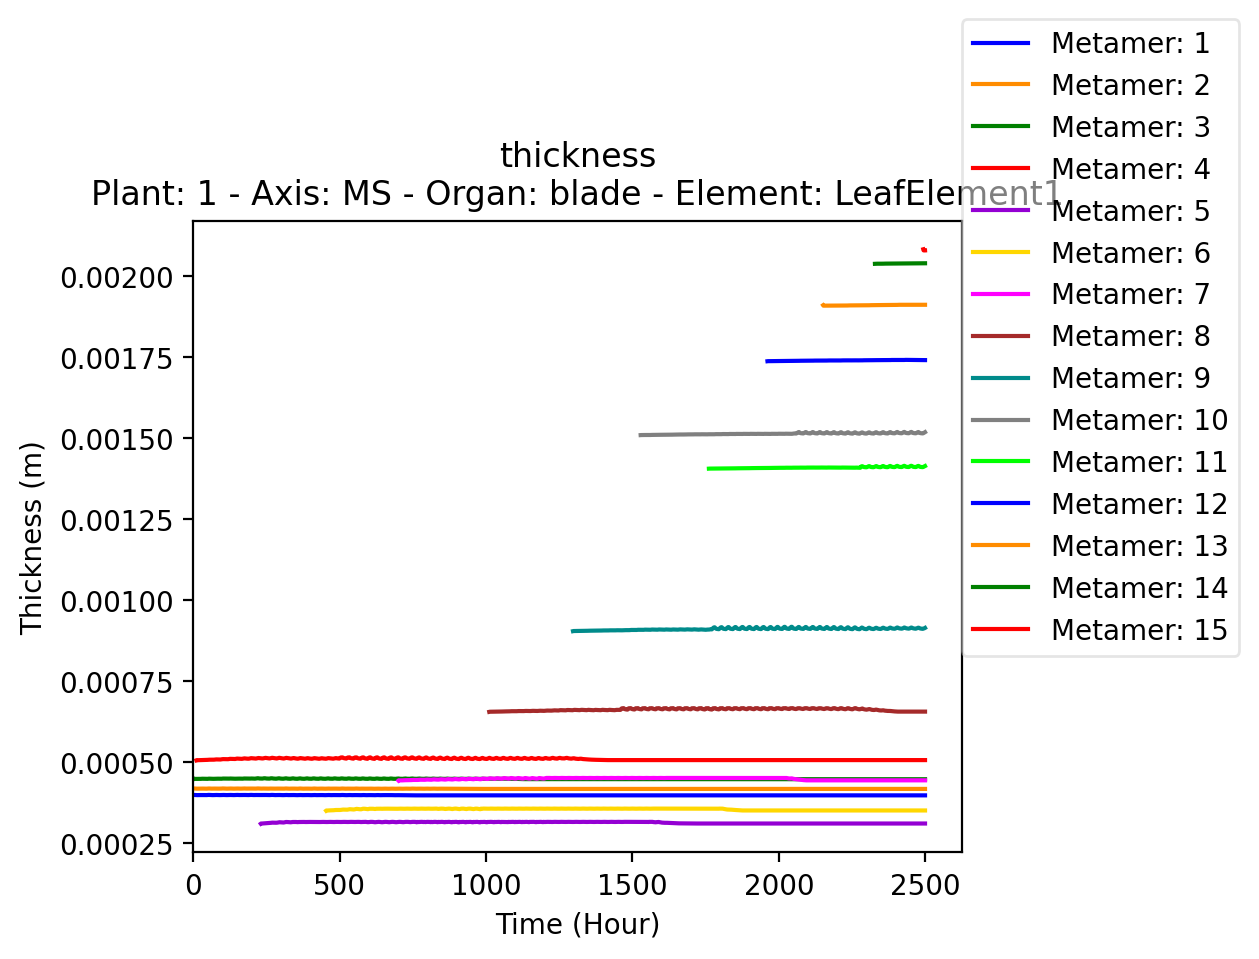 thickness
Plant: 1 - Axis: MS - Organ: blade - Element: LeafElement1
Metamer: 1
Metamer: 2
Metamer: 3
Metamer: 4
Metamer: 5
Metamer: 6
Metamer: 7
Metamer: 8
Metamer: 9
Metamer: 10
Metamer: 11
Metamer: 12
Metamer: 13
Metamer: 14
Metamer: 15
Thickness (m)
0.00200
0.00175
0.00150
0.00125
0.00100
0.00075
0.00050
0.00025
0 500 1000 1500 2000 2500
Time (Hour)